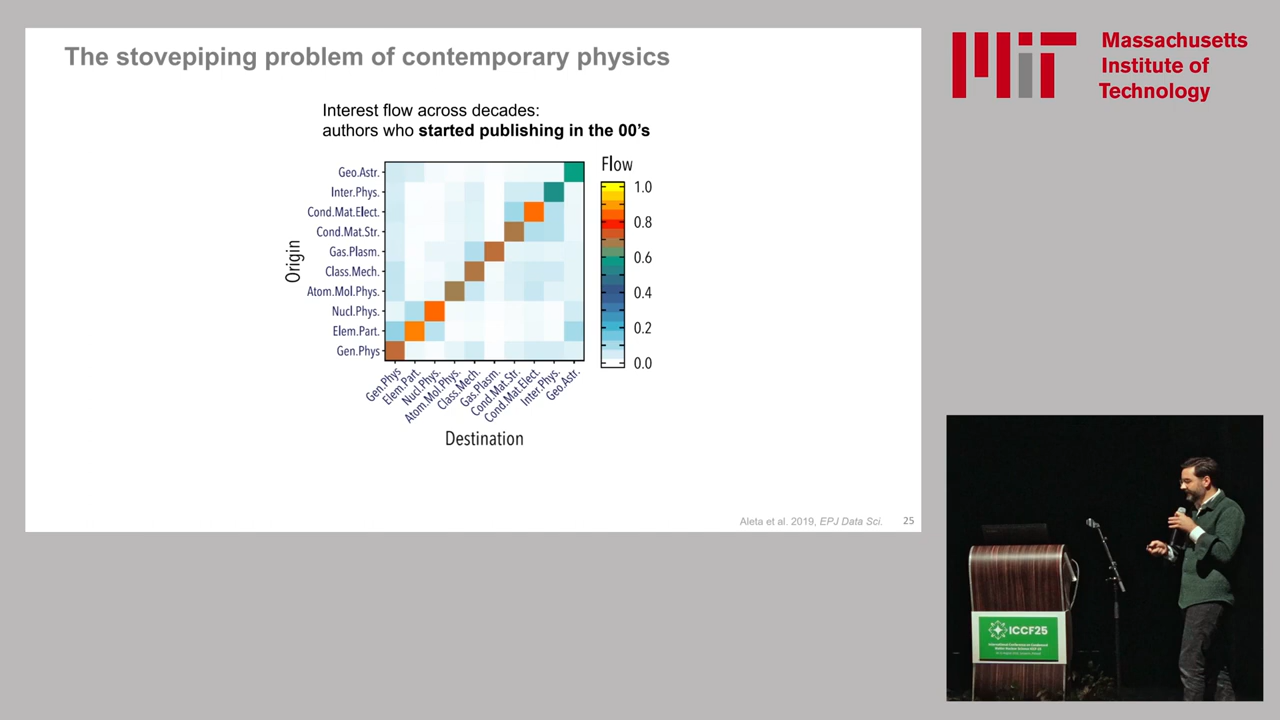 The stovepiping problem of contemporary physics
Massachusetts
Institute of
Technology
Interest flow across decades:
authors who started publishing in the 00's
Flow
Geo.Astr.
Inter.Phys.
Cond.Mat.Elect.
Cond.Mat.Str.
Gas.Plasm.
Class.Mech.
Atom.Mol.Phys.
Nucl.Phys.
Elem.Part.
Gen.Phys
Origin
1.0
0.8
0.6
0.4
0.2
0.0
Gen.Phys
Elem.Part.
Nucl.Phys.
Atom.Mol.Phys.
Class.Mech.
Gas.Plasm.
Cond.Mat.Str.
Cond.Mat.Elect.
Inter.Phys.
Geo.Astr.
Destination
Aleta et al. 2019, EPJ Data Sci.
25
ICCF25